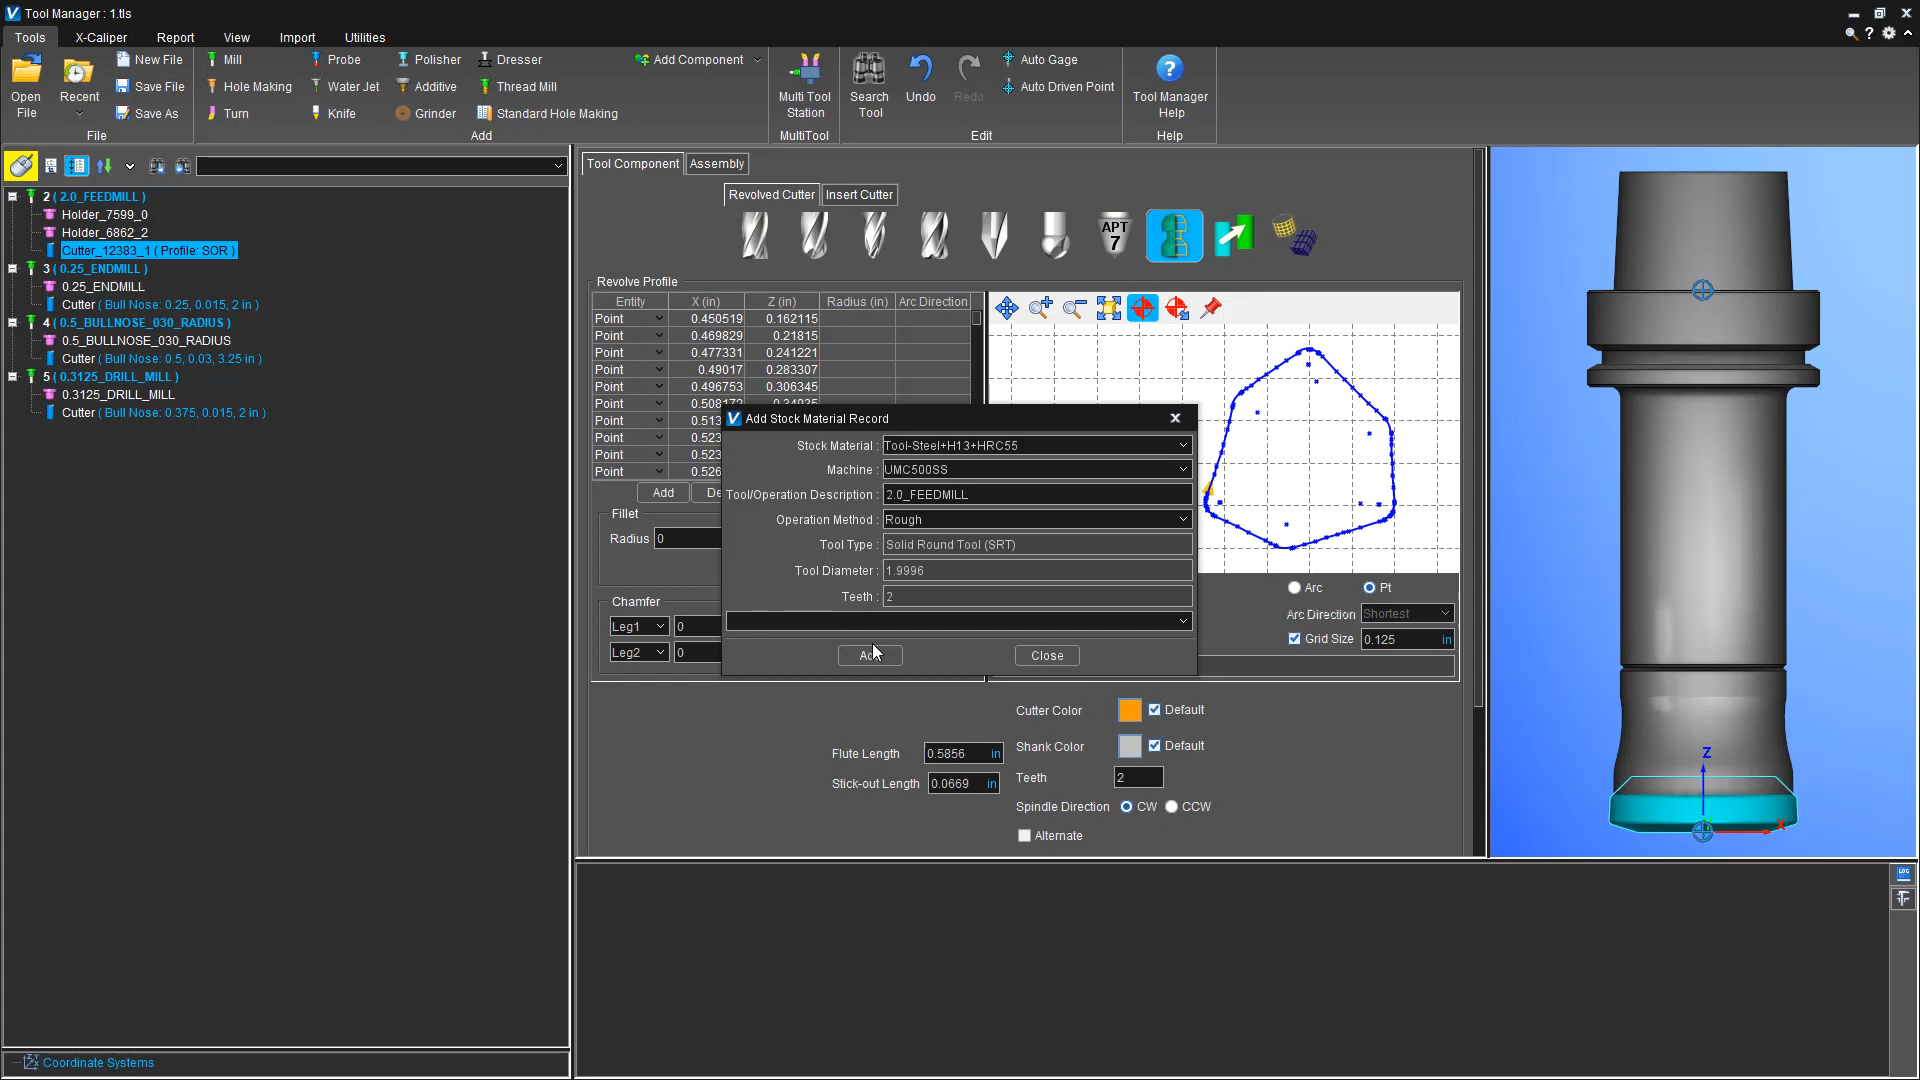 Tool Manager : 1.tls
Tools X-Caliper Report View Import Utilities
Open File
Recent
New File
Save File
Save As
File
Mill
Hole Making
Turn
Probe
Water Jet
Knife
Polisher
Additive
Grinder
Dresser
Thread Mill
Standard Hole Making
Add Component
Add
Multi Tool Station
MultiTool
Search Tool
Undo
Redo
Auto Gage
Auto Driven Point
Edit
Tool Manager Help
Help
2 ( 2.0_FEEDMILL )
Holder_7599_0
Holder_6862_2
Cutter_12383_1 ( Profile: SOR )
3 ( 0.25_ENDMILL )
0.25_ENDMILL
Cutter ( Bull Nose: 0.25, 0.015, 2 in )
4 ( 0.5_BULLNOSE_030_RADIUS )
0.5_BULLNOSE_030_RADIUS
Cutter ( Bull Nose: 0.5, 0.03, 3.25 in )
5 ( 0.3125_DRILL_MILL )
0.3125_DRILL_MILL
Cutter ( Bull Nose: 0.375, 0.015, 2 in )
Coordinate Systems
Tool Component Assembly
Revolved Cutter Insert Cutter
APT 7
Revolve Profile
Entity X (in) Z (in) Radius (in) Arc Direction
Point 0.450519 0.162115
Point 0.469829 0.21815
Point 0.477331 0.241221
Point 0.49017 0.283307
Point 0.496753 0.306345
Point
Point 0.513
Point 0.523
Point 0.523
Point 0.526
Add De
Fillet
Radius 0
Chamfer
Leg1 0
Leg2 0
Add Stock Material Record
Stock Material : Tool-Steel+H13+HRC55
Machine : UMC500SS
Tool/Operation Description : 2.0_FEEDMILL
Operation Method : Rough
Tool Type : Solid Round Tool (SRT)
Tool Diameter : 1.9996
Teeth : 2
Close
Arc Pt
Arc Direction Shortest
Grid Size 0.125 in
Cutter Color Default
Flute Length 0.5856 in
Shank Color Default
Stick-out Length 0.0669 in
Teeth 2
Spindle Direction CW CCW
Alternate
Z
X
LOG